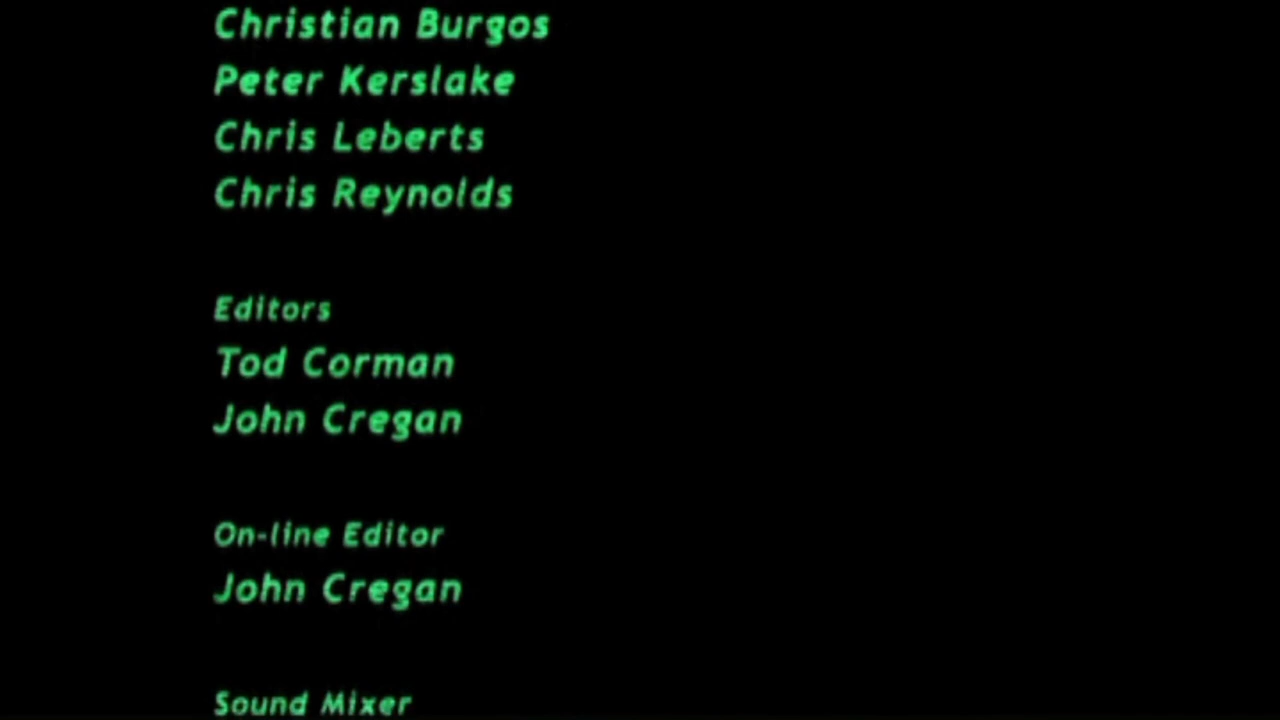 Christian Burgos
Peter Kerslake
Chris Leberts
Chris Reynolds
Editors
Tod Corman
John Cregan
On-line Editor
John Cregan
Sound Mixer